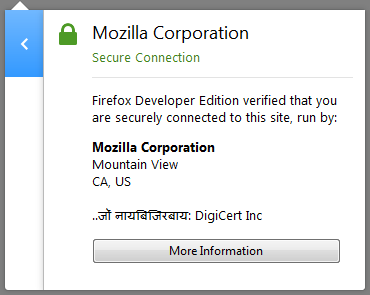 Mozilla Corporation
Secure Connection
Firefox Developer Edition verified that you
are securely connected to this site, run by:
Mozilla Corporation
Mountain View
CA, US
..जों नायबिजिरबाय: DigiCert Inc
More Information